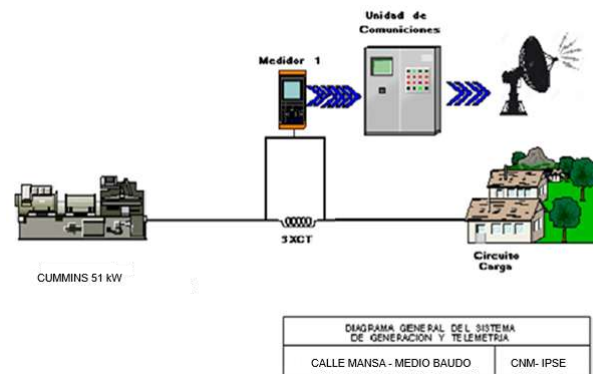 Unidad de
Comuniciones
Medidor 1
3XCT
CUMMINS 51 kW
Circuito
Carga
DIAGRAMA GENERAL DEL SISTEMA
DE GENERACION Y TELEMETRIA
CALLE MANSA - MEDIO BAUDO
CNM- IPSE